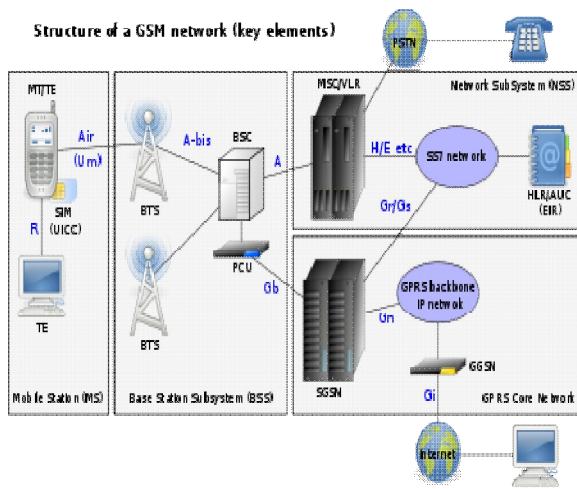 Structure of a GSM network (key elements)
PSTN
MT/TE
MSC/VLR
Network Subsystem (NSS)
Air
(Um)
A-bis
BSC
A
H/E etc
SS7 network
SIM
(UICC)
BTS
HLR/AUC
(EIR)
R
Gr/Gs
PCU
Gb
GPRS backbone
IP network
Gn
TE
BTS
SGSN
GGSN
Gi
Mobile Station (MS)
Base Station Subsystem (BSS)
GPRS Core Network
Internet